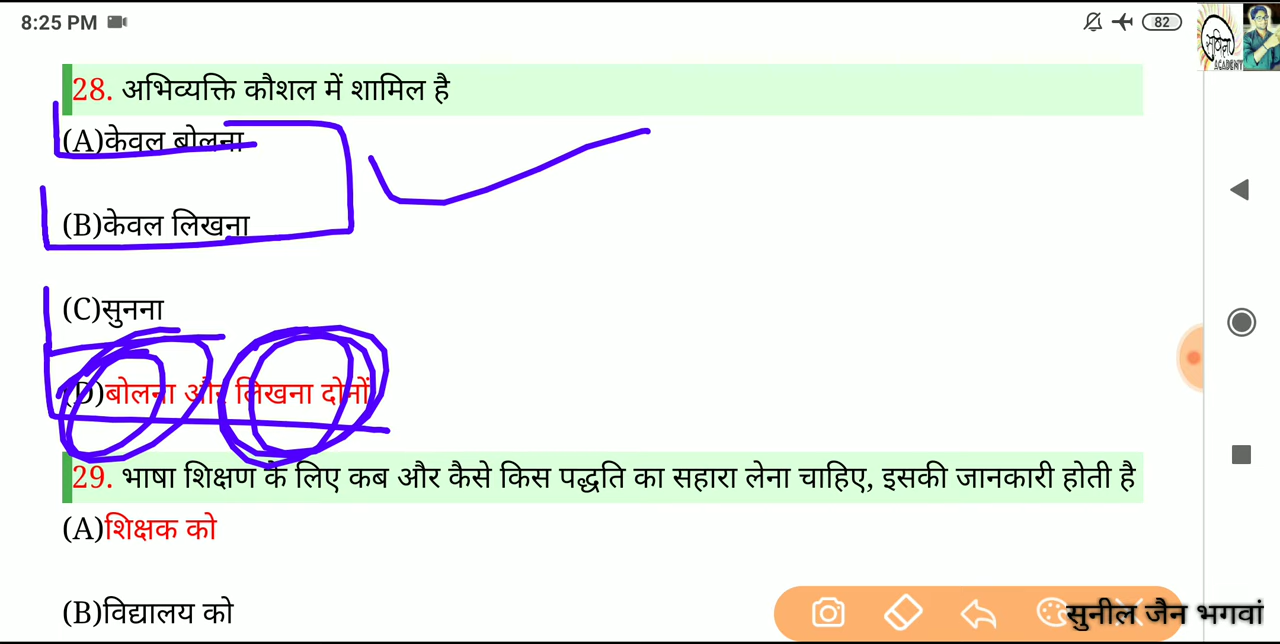 8:25 PM
82
ACADEMY
28. अभिव्यक्ति कौशल में शामिल है
(A)केवल बोलना
(B)केवल लिखना
(C)सुनना
(D)बोलना और लिखना दोनों
29. भाषा शिक्षण के लिए कब और कैसे किस पद्धति का सहारा लेना चाहिए, इसकी जानकारी होती है
(A)शिक्षक को
(B)विद्यालय को
सुनील जैन भगवां